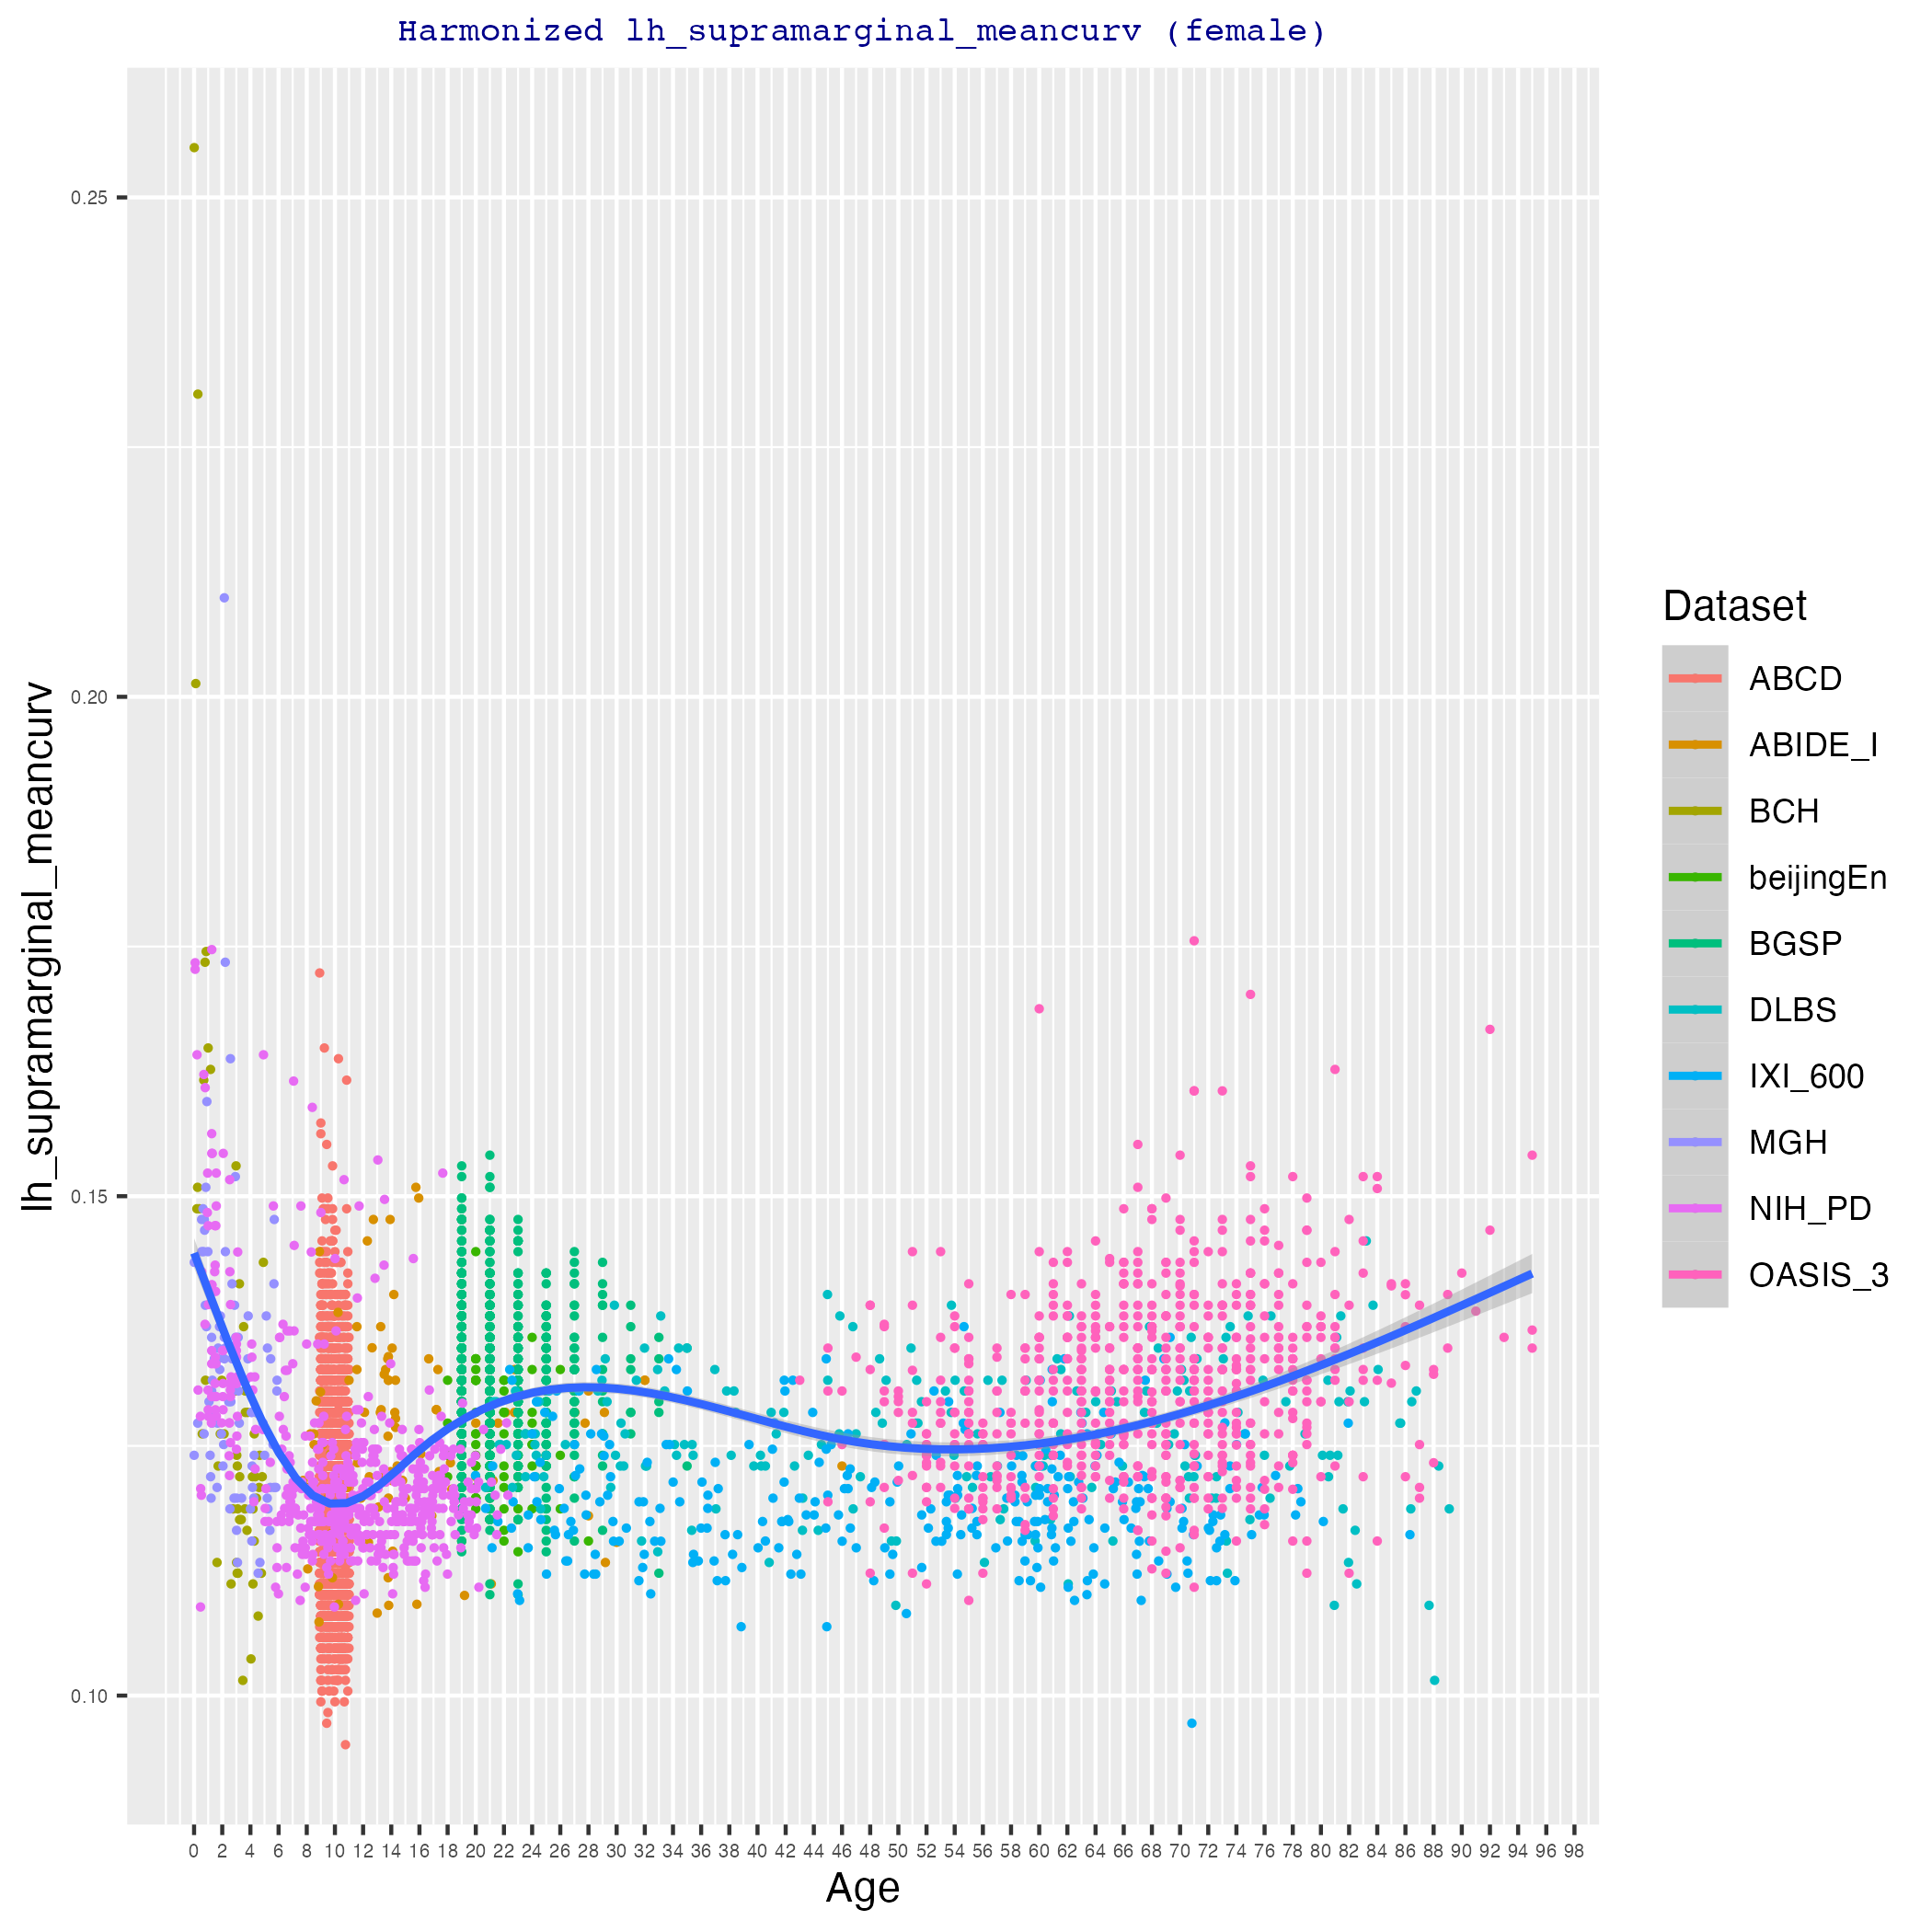 Harmonized lh_supramarginal_meancurv (female)
lh_supramarginal_meancurv
0.25
0.20
0.15
0.10
0 2 4 6 8 10 12 14 16 18 20 22 24 26 28 30 32 34 36 38 40 42 44 46 48 50 52 54 56 58 60 62 64 66 68 70 72 74 76 78 80 82 84 86 88 90 92 94 96 98
Age
Dataset
ABCD
ABIDE_I
BCH
beijingEn
BGSP
DLBS
IXI_600
MGH
NIH_PD
OASIS_3